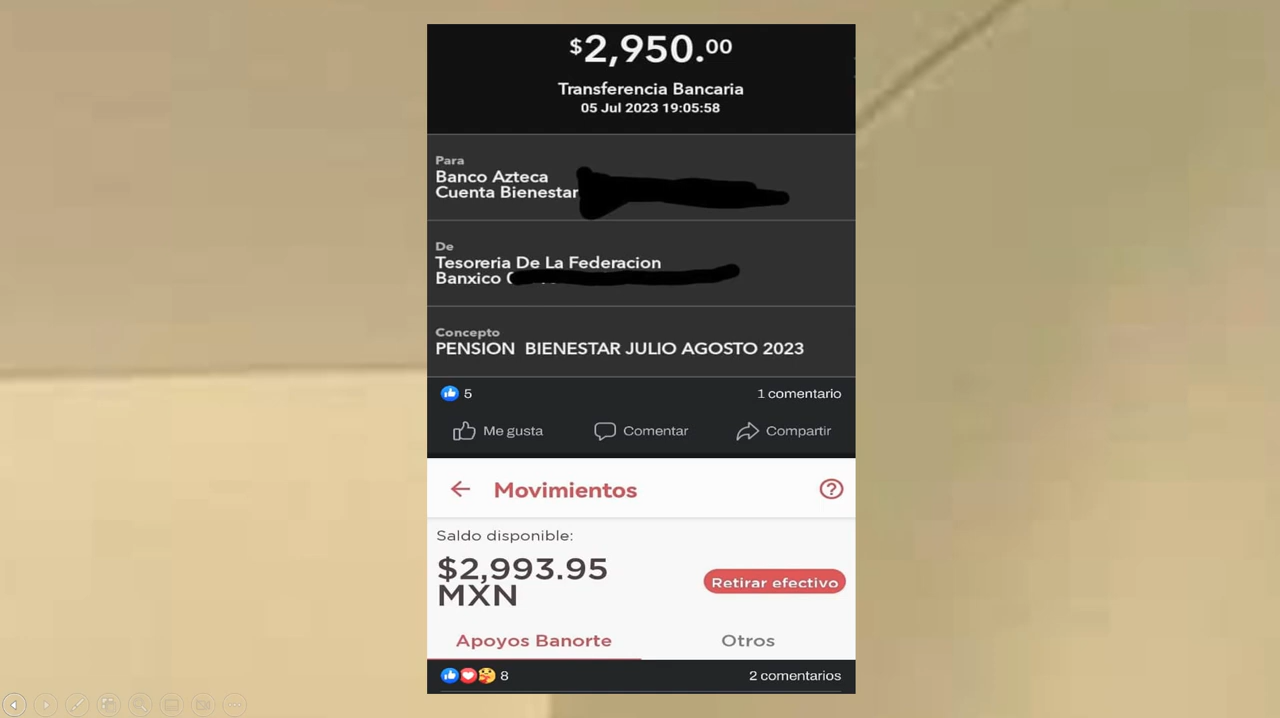 $2,950.00
Transferencia Bancaria
05 Jul 2023 19:05:58
Para
Banco Azteca
Cuenta Bienestar
De
Tesoreria De La Federacion
Banxico
Concepto
PENSION BIENESTAR JULIO AGOSTO 2023
5
1 comentario
Me gusta
Comentar
Compartir
Movimientos
Saldo disponible:
$2,993.95
MXN
Retirar efectivo
Apoyos Banorte
Otros
8
2 comentarios